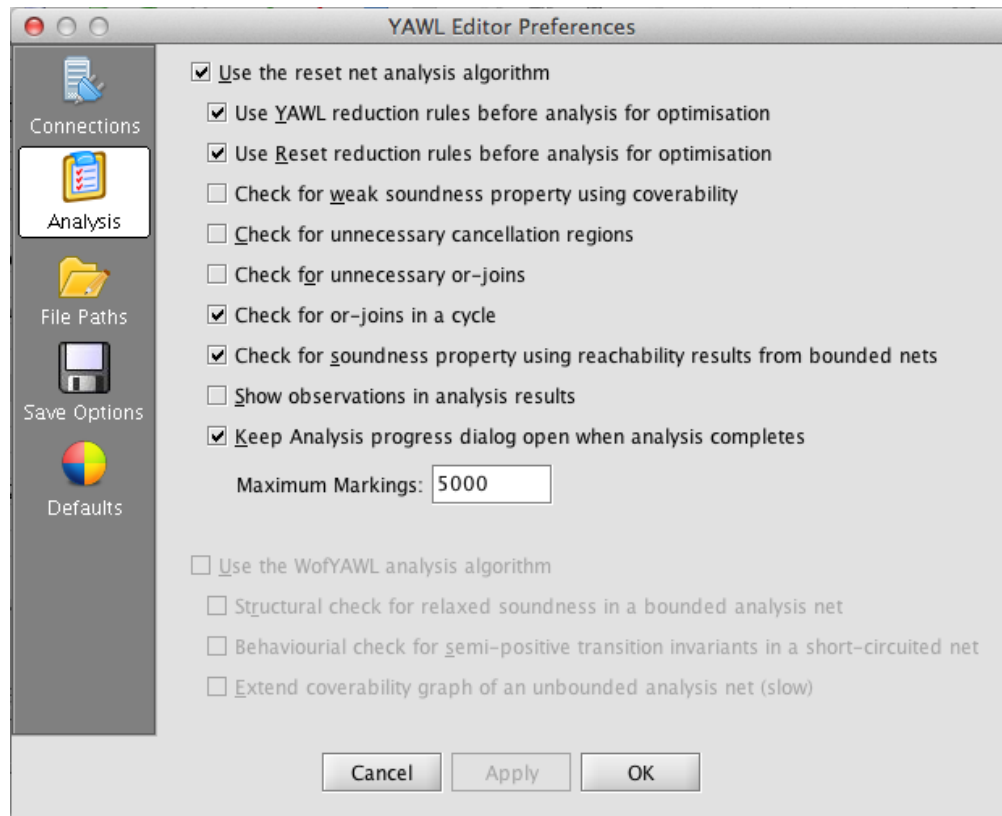 YAWL Editor Preferences
Connections
Analysis
File Paths
Save Options
Defaults
Use the reset net analysis algorithm
Use YAWL reduction rules before analysis for optimisation
Use Reset reduction rules before analysis for optimisation
Check for weak soundness property using coverability
Check for unnecessary cancellation regions
Check for unnecessary or-joins
Check for or-joins in a cycle
Check for soundness property using reachability results from bounded nets
Show observations in analysis results
Keep Analysis progress dialog open when analysis completes
Maximum Markings: 5000
Use the WofYAWL analysis algorithm
Structural check for relaxed soundness in a bounded analysis net
Behaviourial check for semi-positive transition invariants in a short-circuited net
Extend coverability graph of an unbounded analysis net (slow)
Cancel Apply OK